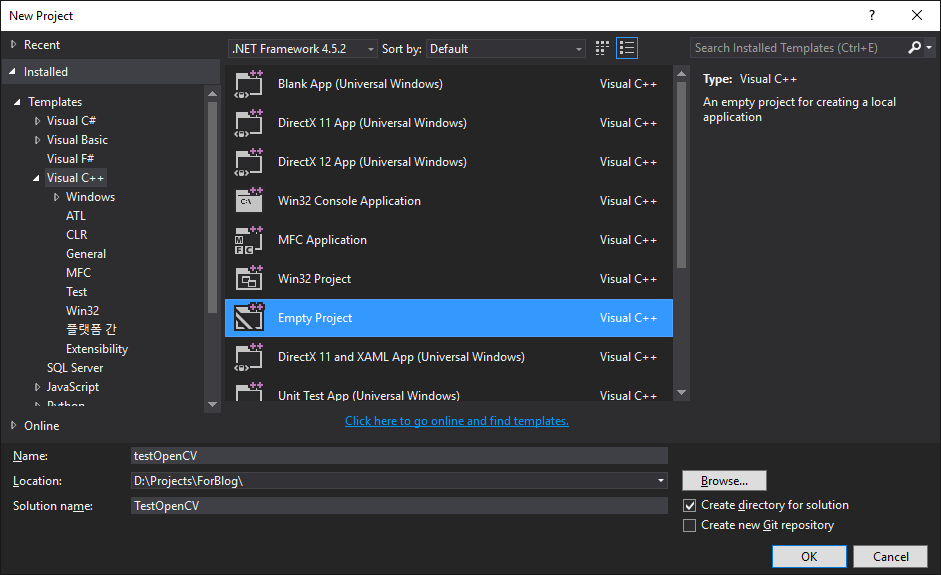 New Project
?
Recent
.NET Framework 4.5.2
Sort by:
Default
Search Installed Templates (Ctrl+E)
Installed
Templates
Visual C#
Visual Basic
Visual F#
Visual C++
Windows
ATL
CLR
General
MFC
Test
Win32
플랫폼 간
Extensibility
SQL Server
JavaScript
Python
Online
Blank App (Universal Windows) Visual C++
DirectX 11 App (Universal Windows) Visual C++
DirectX 12 App (Universal Windows) Visual C++
Win32 Console Application Visual C++
MFC Application Visual C++
Win32 Project Visual C++
Empty Project Visual C++
DirectX 11 and XAML App (Universal Windows) Visual C++
Unit Test App (Universal Windows) Visual C++
Click here to go online and find templates.
Type: Visual C++
An empty project for creating a local
application
Name: testOpenCV
Location: D:\Projects\ForBlog\
Browse...
Solution name: TestOpenCV
Create directory for solution
Create new Git repository
OK
Cancel